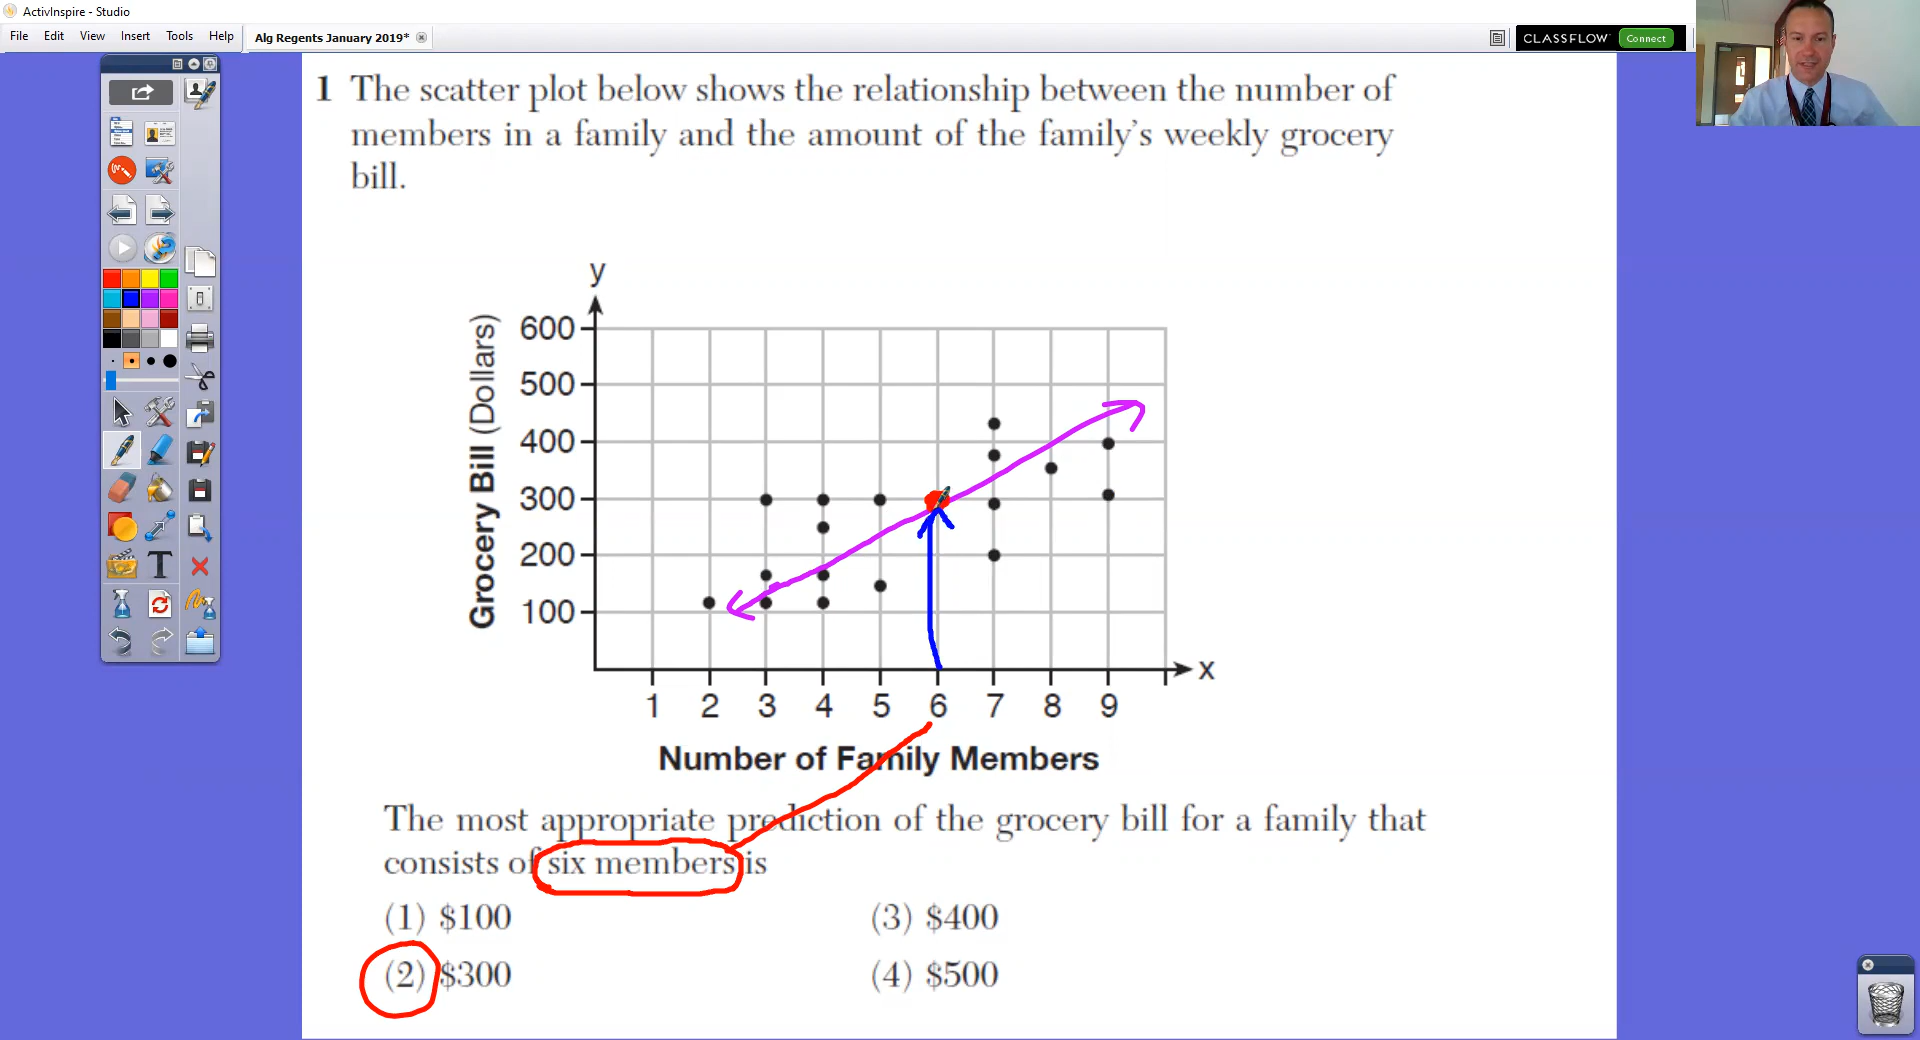 ActivInspire - Studio
File Edit View Insert Tools Help
Alg Regents January 2019*
CLASSFLOW Connect
1 The scatter plot below shows the relationship between the number of
members in a family and the amount of the family's weekly grocery
bill.
y
Grocery Bill (Dollars)
600
500
400
300
200
100
x
1 2 3 4 5 6 7 8 9
Number of Family Members
The most appropriate prediction of the grocery bill for a family that
consists of six members is
(1) $100 (3) $400
(2) $300 (4) $500